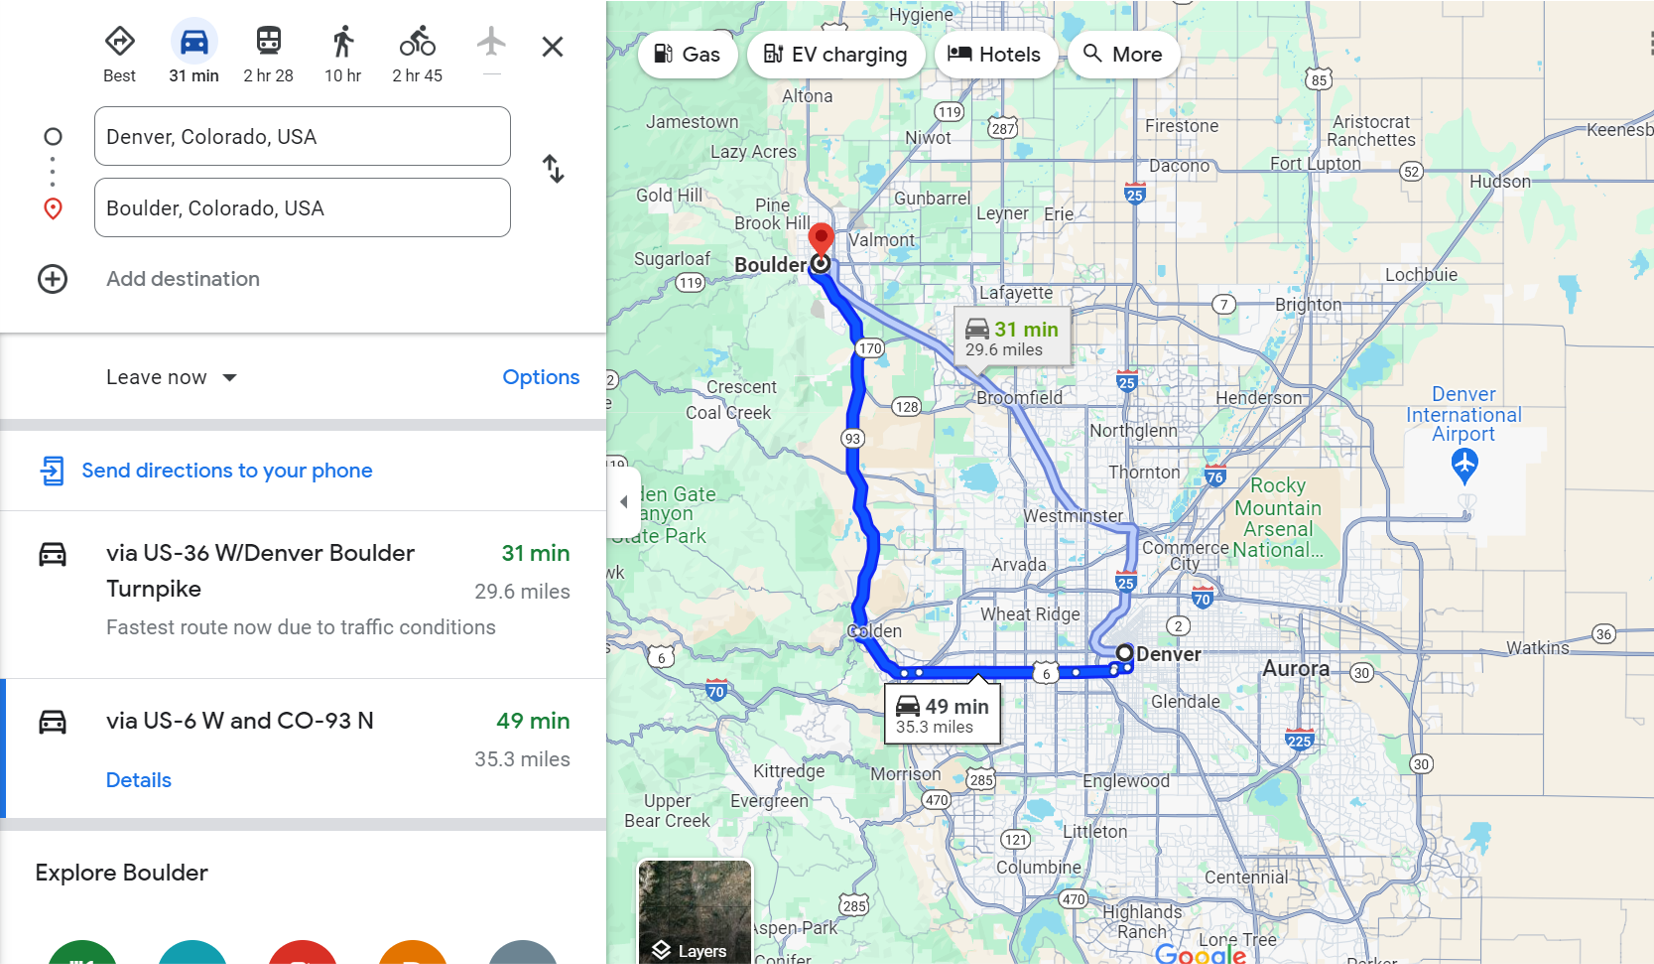 Best
31 min
2 hr 28
10 hr
2 hr 45
Denver, Colorado, USA
Boulder, Colorado, USA
Add destination
Leave now
Options
Send directions to your phone
via US-36 W/Denver Boulder
Turnpike
31 min
29.6 miles
Fastest route now due to traffic conditions
via US-6 W and CO-93 N
49 min
35.3 miles
Details
Explore Boulder
Gas
EV charging
Hotels
More
Hygiene
Altona
85
119
Jamestown
287
Firestone
Aristocrat
Ranchettes
Keenesb
Niwot
Lazy Acres
Dacono
Fort Lupton
52
Hudson
Gold Hill
Gunbarrel
25
Pine
Brook Hill
Leyner
Erie
Valmont
Sugarloaf
Boulder
119
Lochbuie
Lafayette
7
Brighton
31 min
29.6 miles
170
2
e
Crescent
25
Coal Creek
128
Broomfield
Henderson
Denver
International
Airport
93
Northglenn
119
Thornton
76
den Gate
anyon
State Park
Rocky
Mountain
Arsenal
National...
Westminster
Commerce
City
wk
Arvada
25
70
Wheat Ridge
2
Golden
36
Watkins
6
Denver
Aurora
30
6
70
49 min
35.3 miles
Glendale
225
Kittredge
Morrison
285
Englewood
30
Upper
Bear Creek
Evergreen
470
121
Littleton
Columbine
Centennial
285
470
Highlands
Ranch
Aspen Park
Lone Tree
Layers
Google
Conifer
Parker